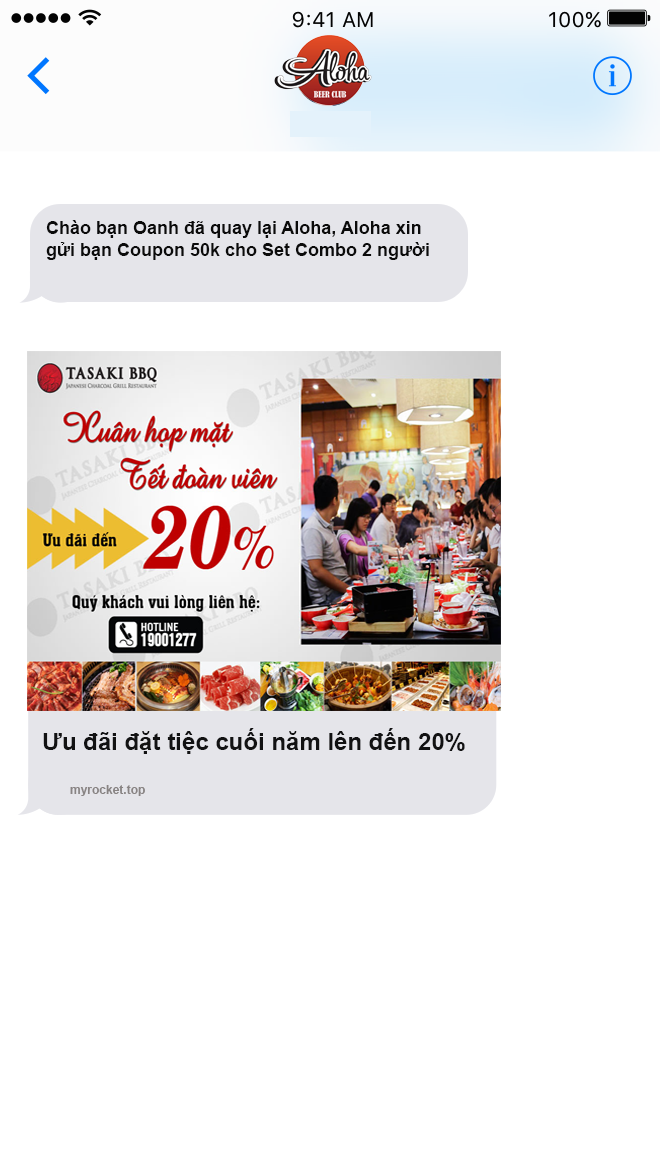 9:41 AM
100%
Aloha
BEER CLUB
Chào bạn Oanh đã quay lại Aloha, Aloha xin
gửi bạn Coupon 50k cho Set Combo 2 người
TASAKI BBQ
JAPANESE CHARCOAL GRILL RESTAURANT
Xuân họp mặt
Tết đoàn viên
Ưu đãi đến
20%
Quý khách vui lòng liên hệ:
HOTLINE
19001277
Ưu đãi đặt tiệc cuối năm lên đến 20%
myrocket.top